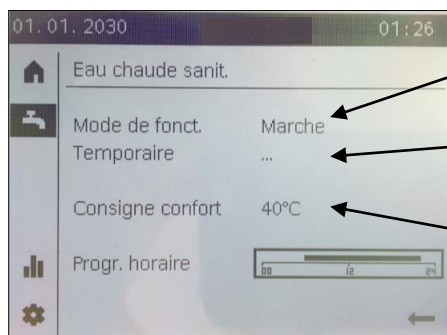 01. 01. 2030 01:26
Eau chaude sanit.
Mode de fonct. Marche
Temporaire ...
Consigne confort 40°C
Progr. horaire
00 12 24